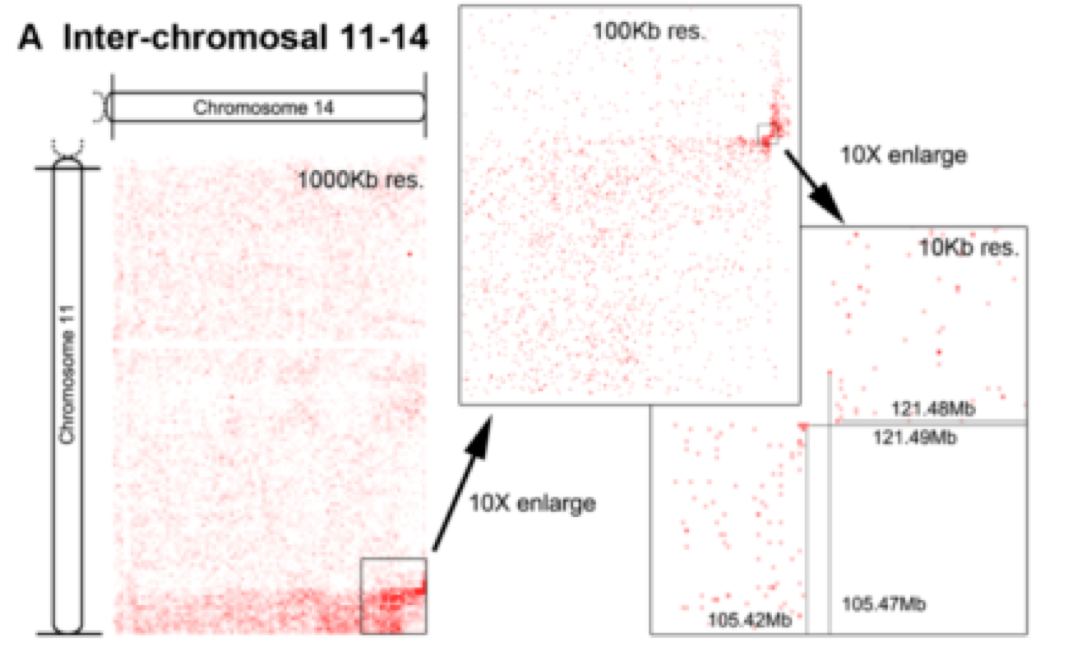 A Inter-chromosal 11-14
Chromosome 14
Chromosome 11
1000Kb res.
10X enlarge
100Kb res.
10X enlarge
10Kb res.
121.48Mb
121.49Mb
105.47Mb
105.42Mb